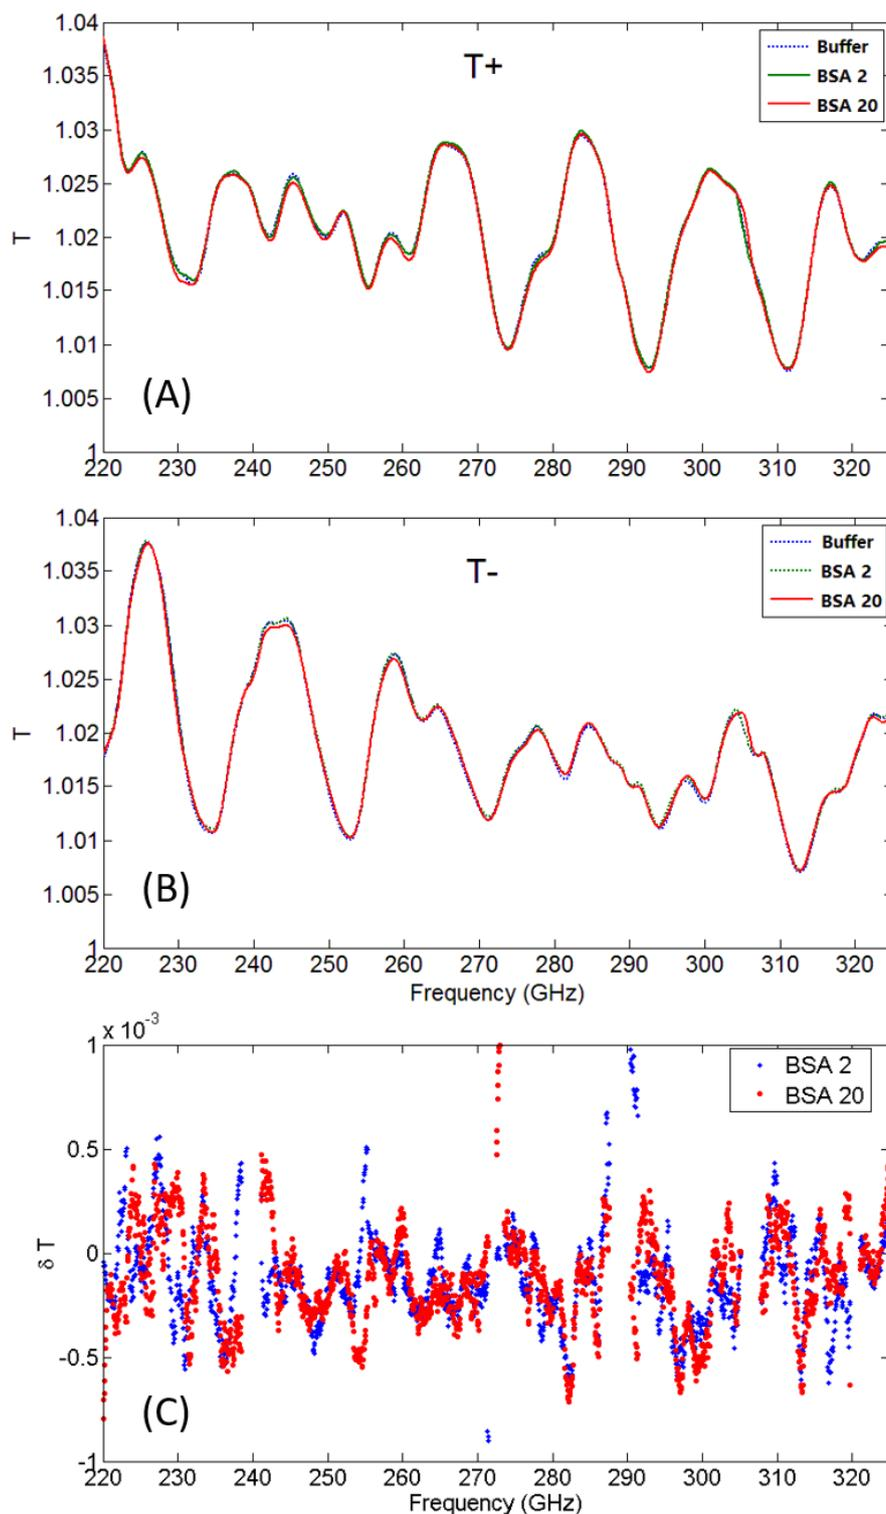 1.04
1.035
1.03
1.025
1.02
1.015
1.01
1.005
1
T
T+
Buffer
BSA 2
BSA 20
(A)
220 230 240 250 260 270 280 290 300 310 320
1.04
1.035
1.03
1.025
1.02
1.015
1.01
1.005
1
T
T-
Buffer
BSA 2
BSA 20
(B)
220 230 240 250 260 270 280 290 300 310 320
Frequency (GHz)
x 10⁻³
1
0.5
0
-0.5
-1
δ T
BSA 2
BSA 20
(C)
220 230 240 250 260 270 280 290 300 310 320
Frequency (GHz)